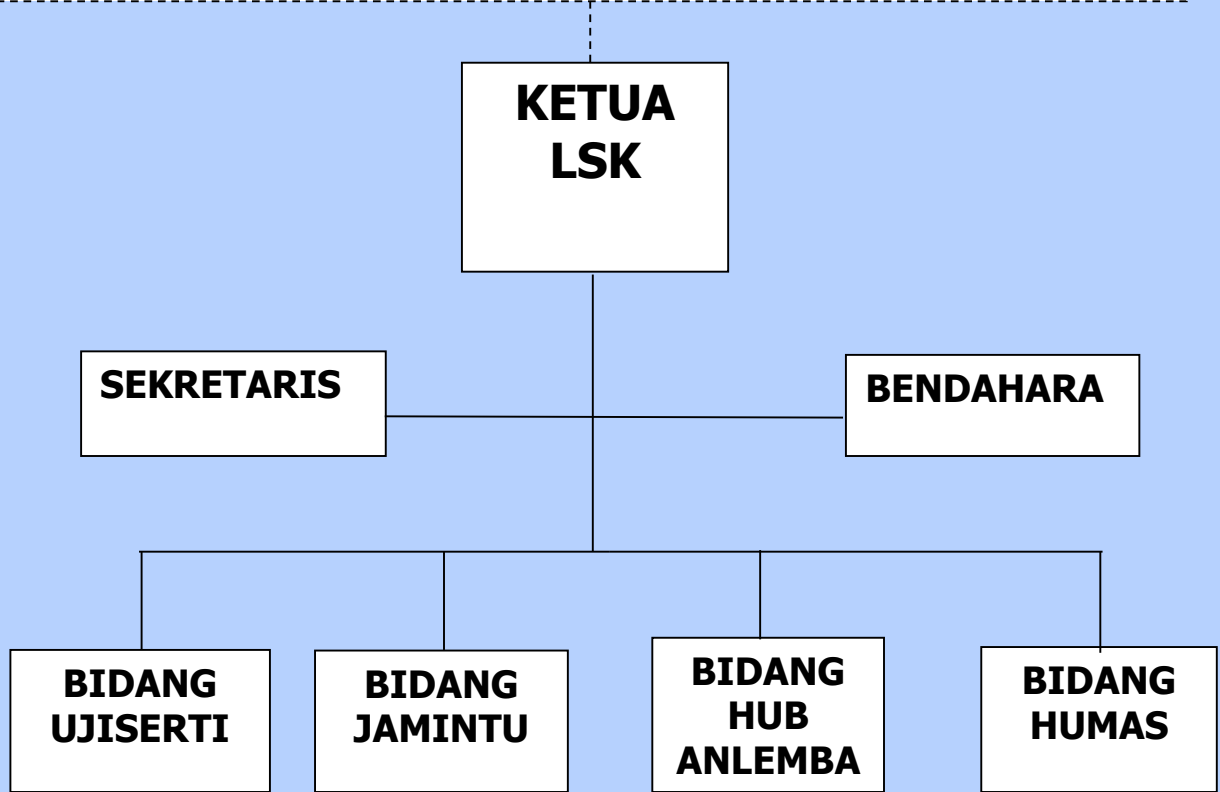 KETUA
LSK
SEKRETARIS
BENDAHARA
BIDANG
UJISERTI
BIDANG
JAMINTU
BIDANG
HUB
ANLEMBA
BIDANG
HUMAS